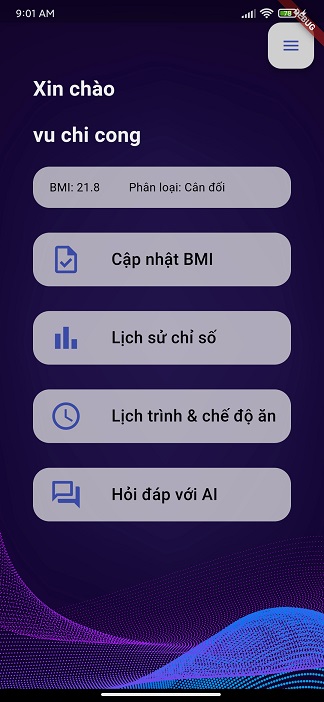 9:01 AM
78
DEBUG
Xin chào
vu chi cong
BMI: 21.8 Phân loại: Cân đối
Cập nhật BMI
Lịch sử chỉ số
Lịch trình & chế độ ăn
Hỏi đáp với AI